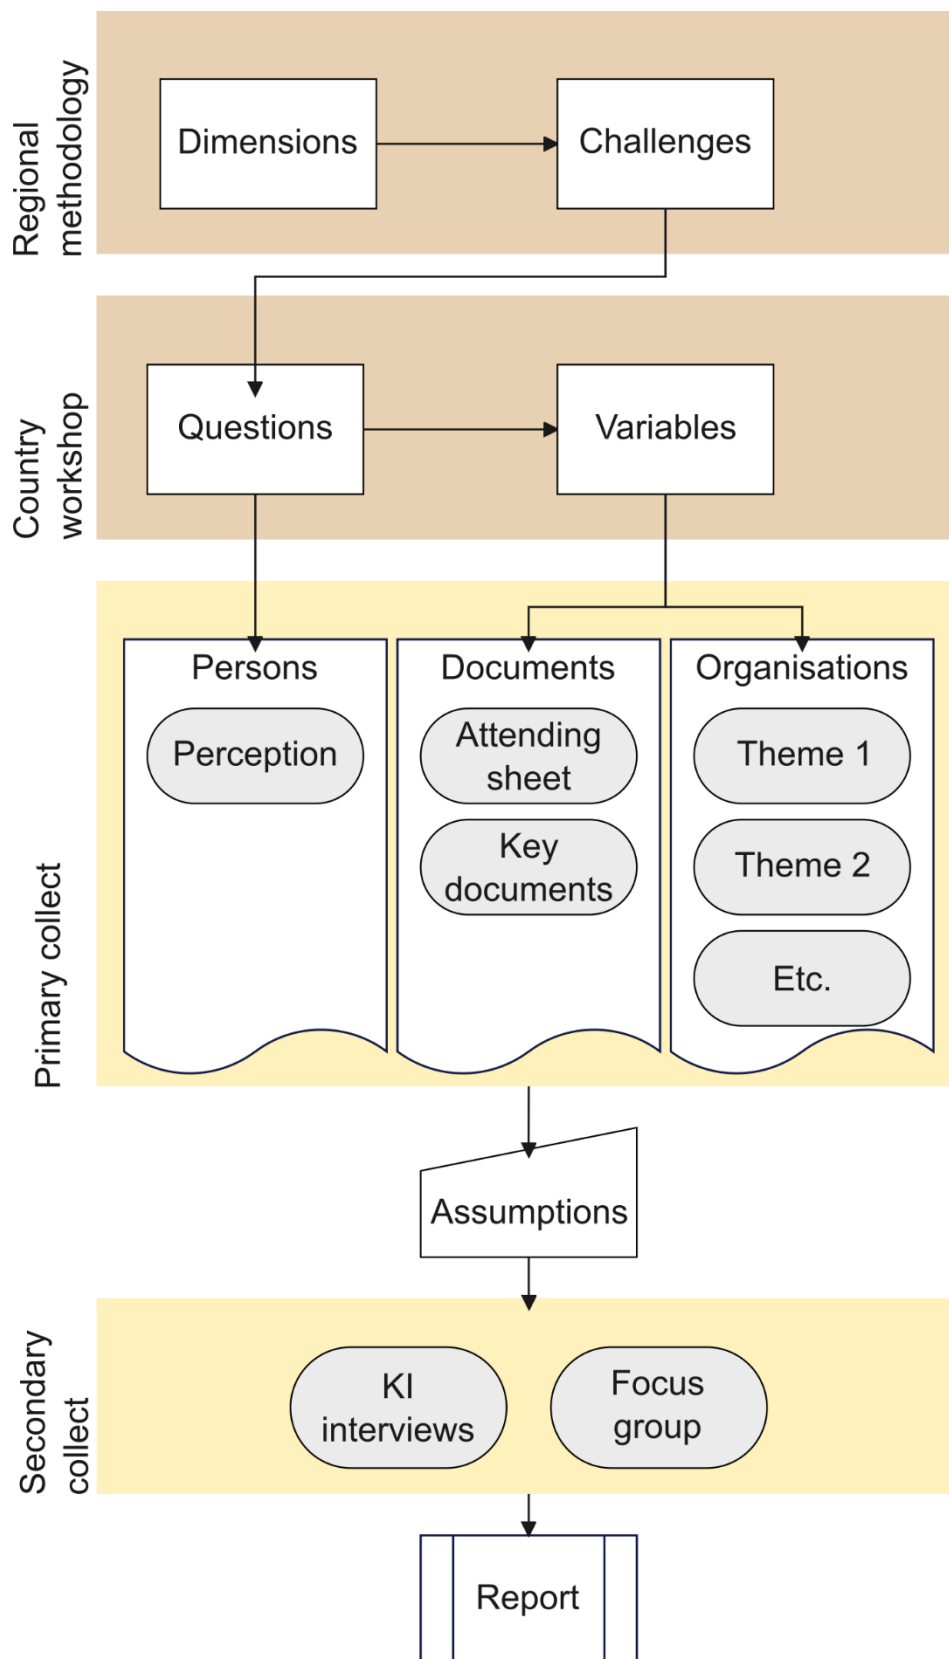 Regional
methodology
Dimensions
Challenges
Country
workshop
Questions
Variables
Primary collect
Persons
Perception
Documents
Attending
sheet
Key
documents
Organisations
Theme 1
Theme 2
Etc.
Assumptions
Secondary
collect
KI
interviews
Focus
group
Report